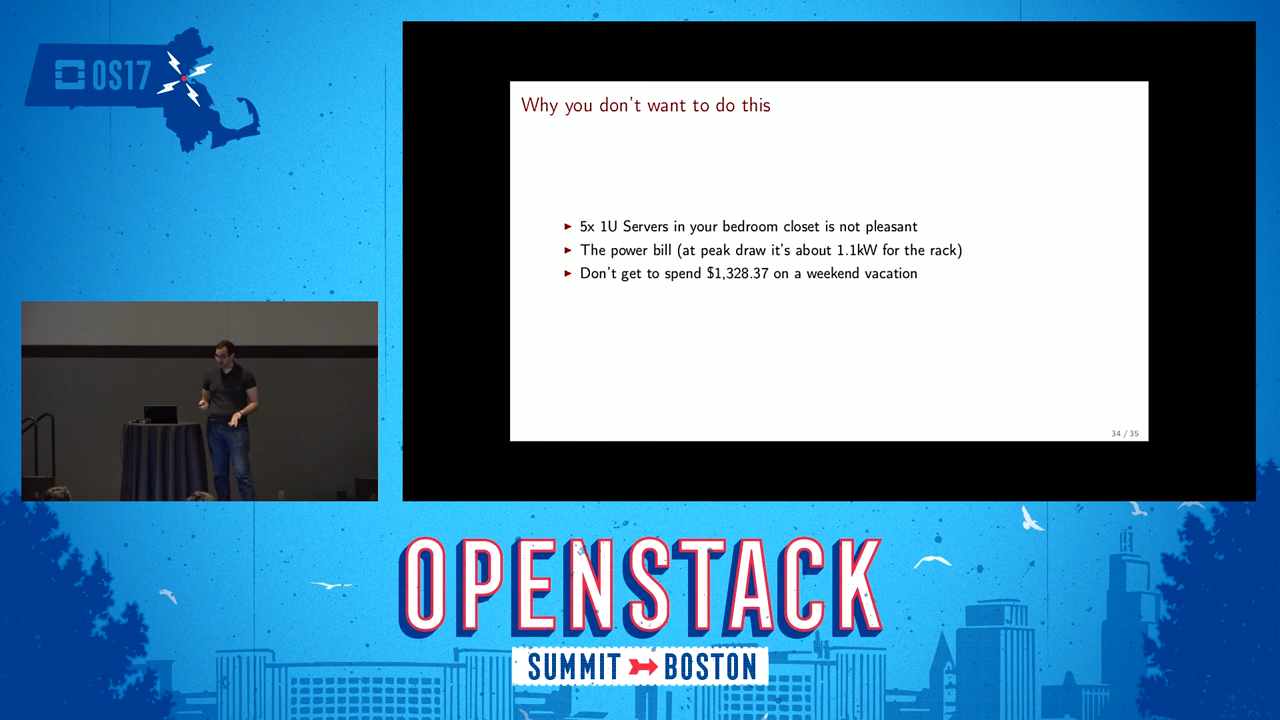 OS17
Why you don't want to do this
► 5x 1U Servers in your bedroom closet is not pleasant
► The power bill (at peak draw it's about 1.1kW for the rack)
► Don't get to spend $1,328.37 on a weekend vacation
34 / 35
OPENSTACK
SUMMIT BOSTON